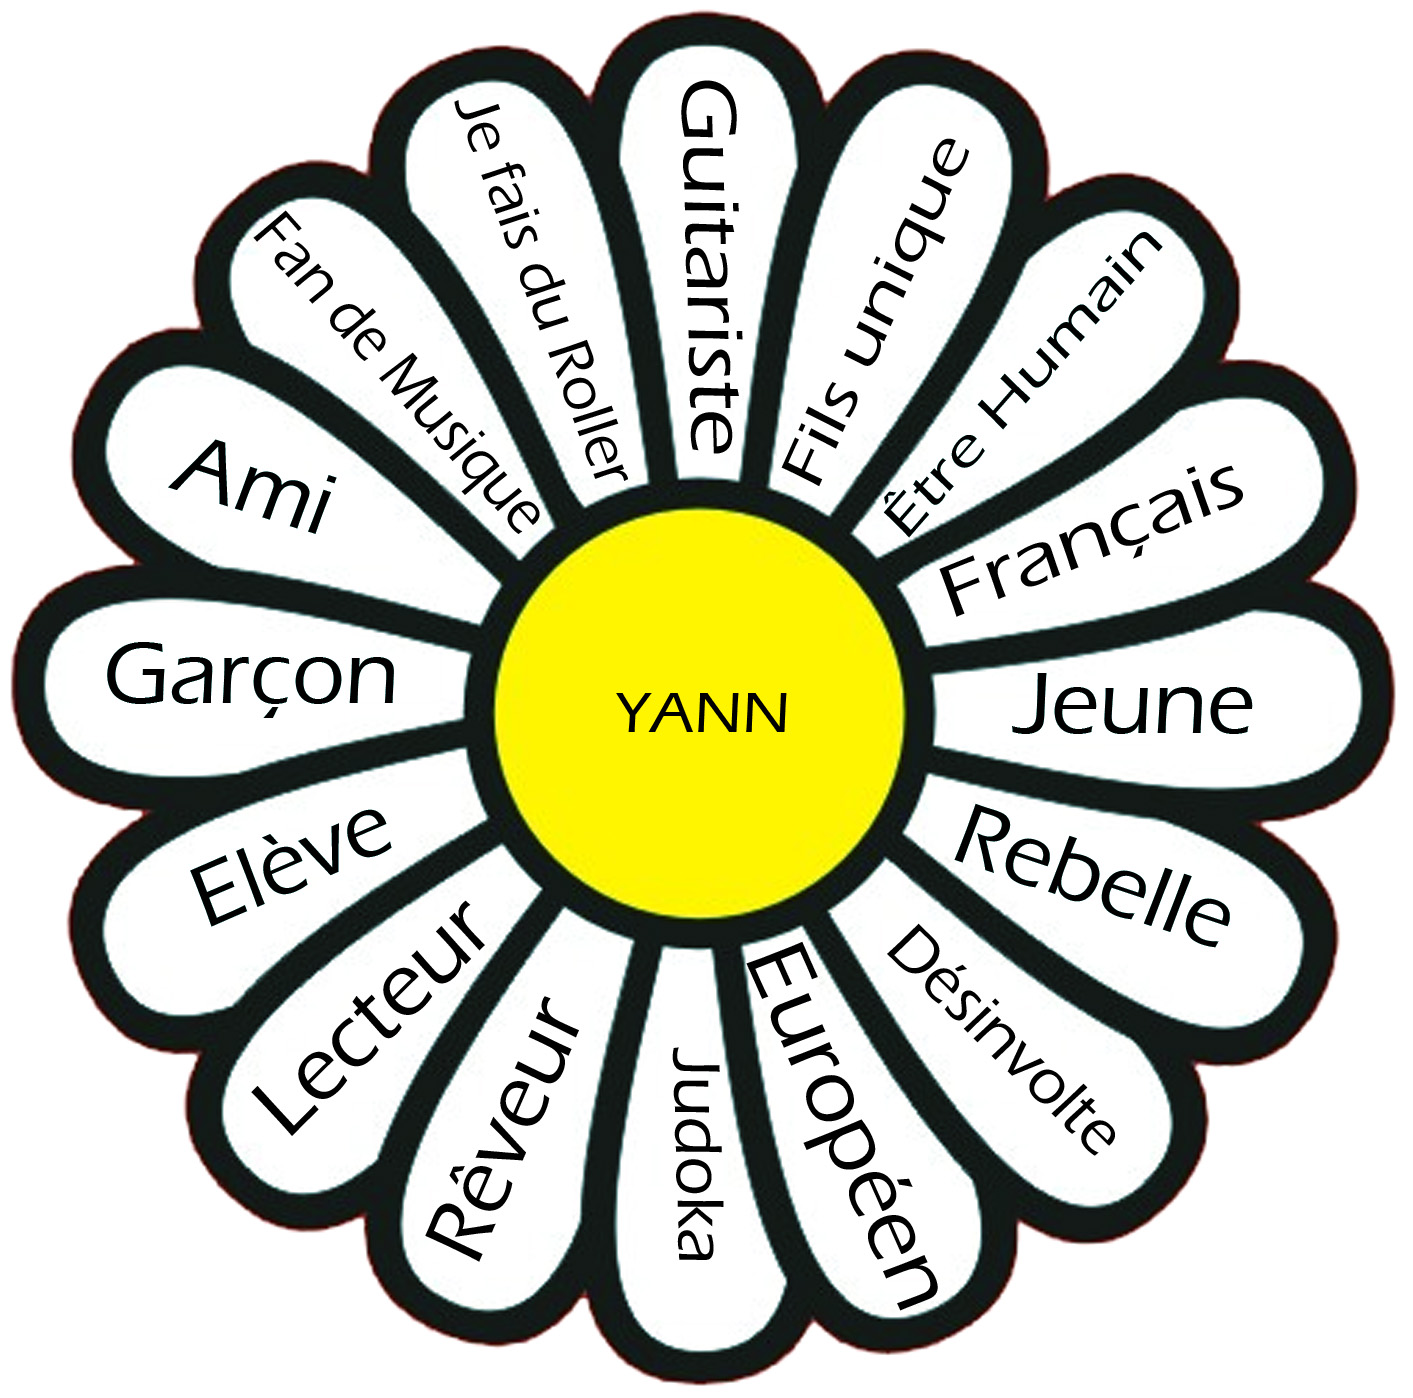 Guitariste
Fils unique
Être Humain
Français
Jeune
Rebelle
Désinvolte
Européen
Judoka
Rêveur
Lecteur
Elève
Garçon
Ami
Fan de Musique
Je fais du Roller
YANN